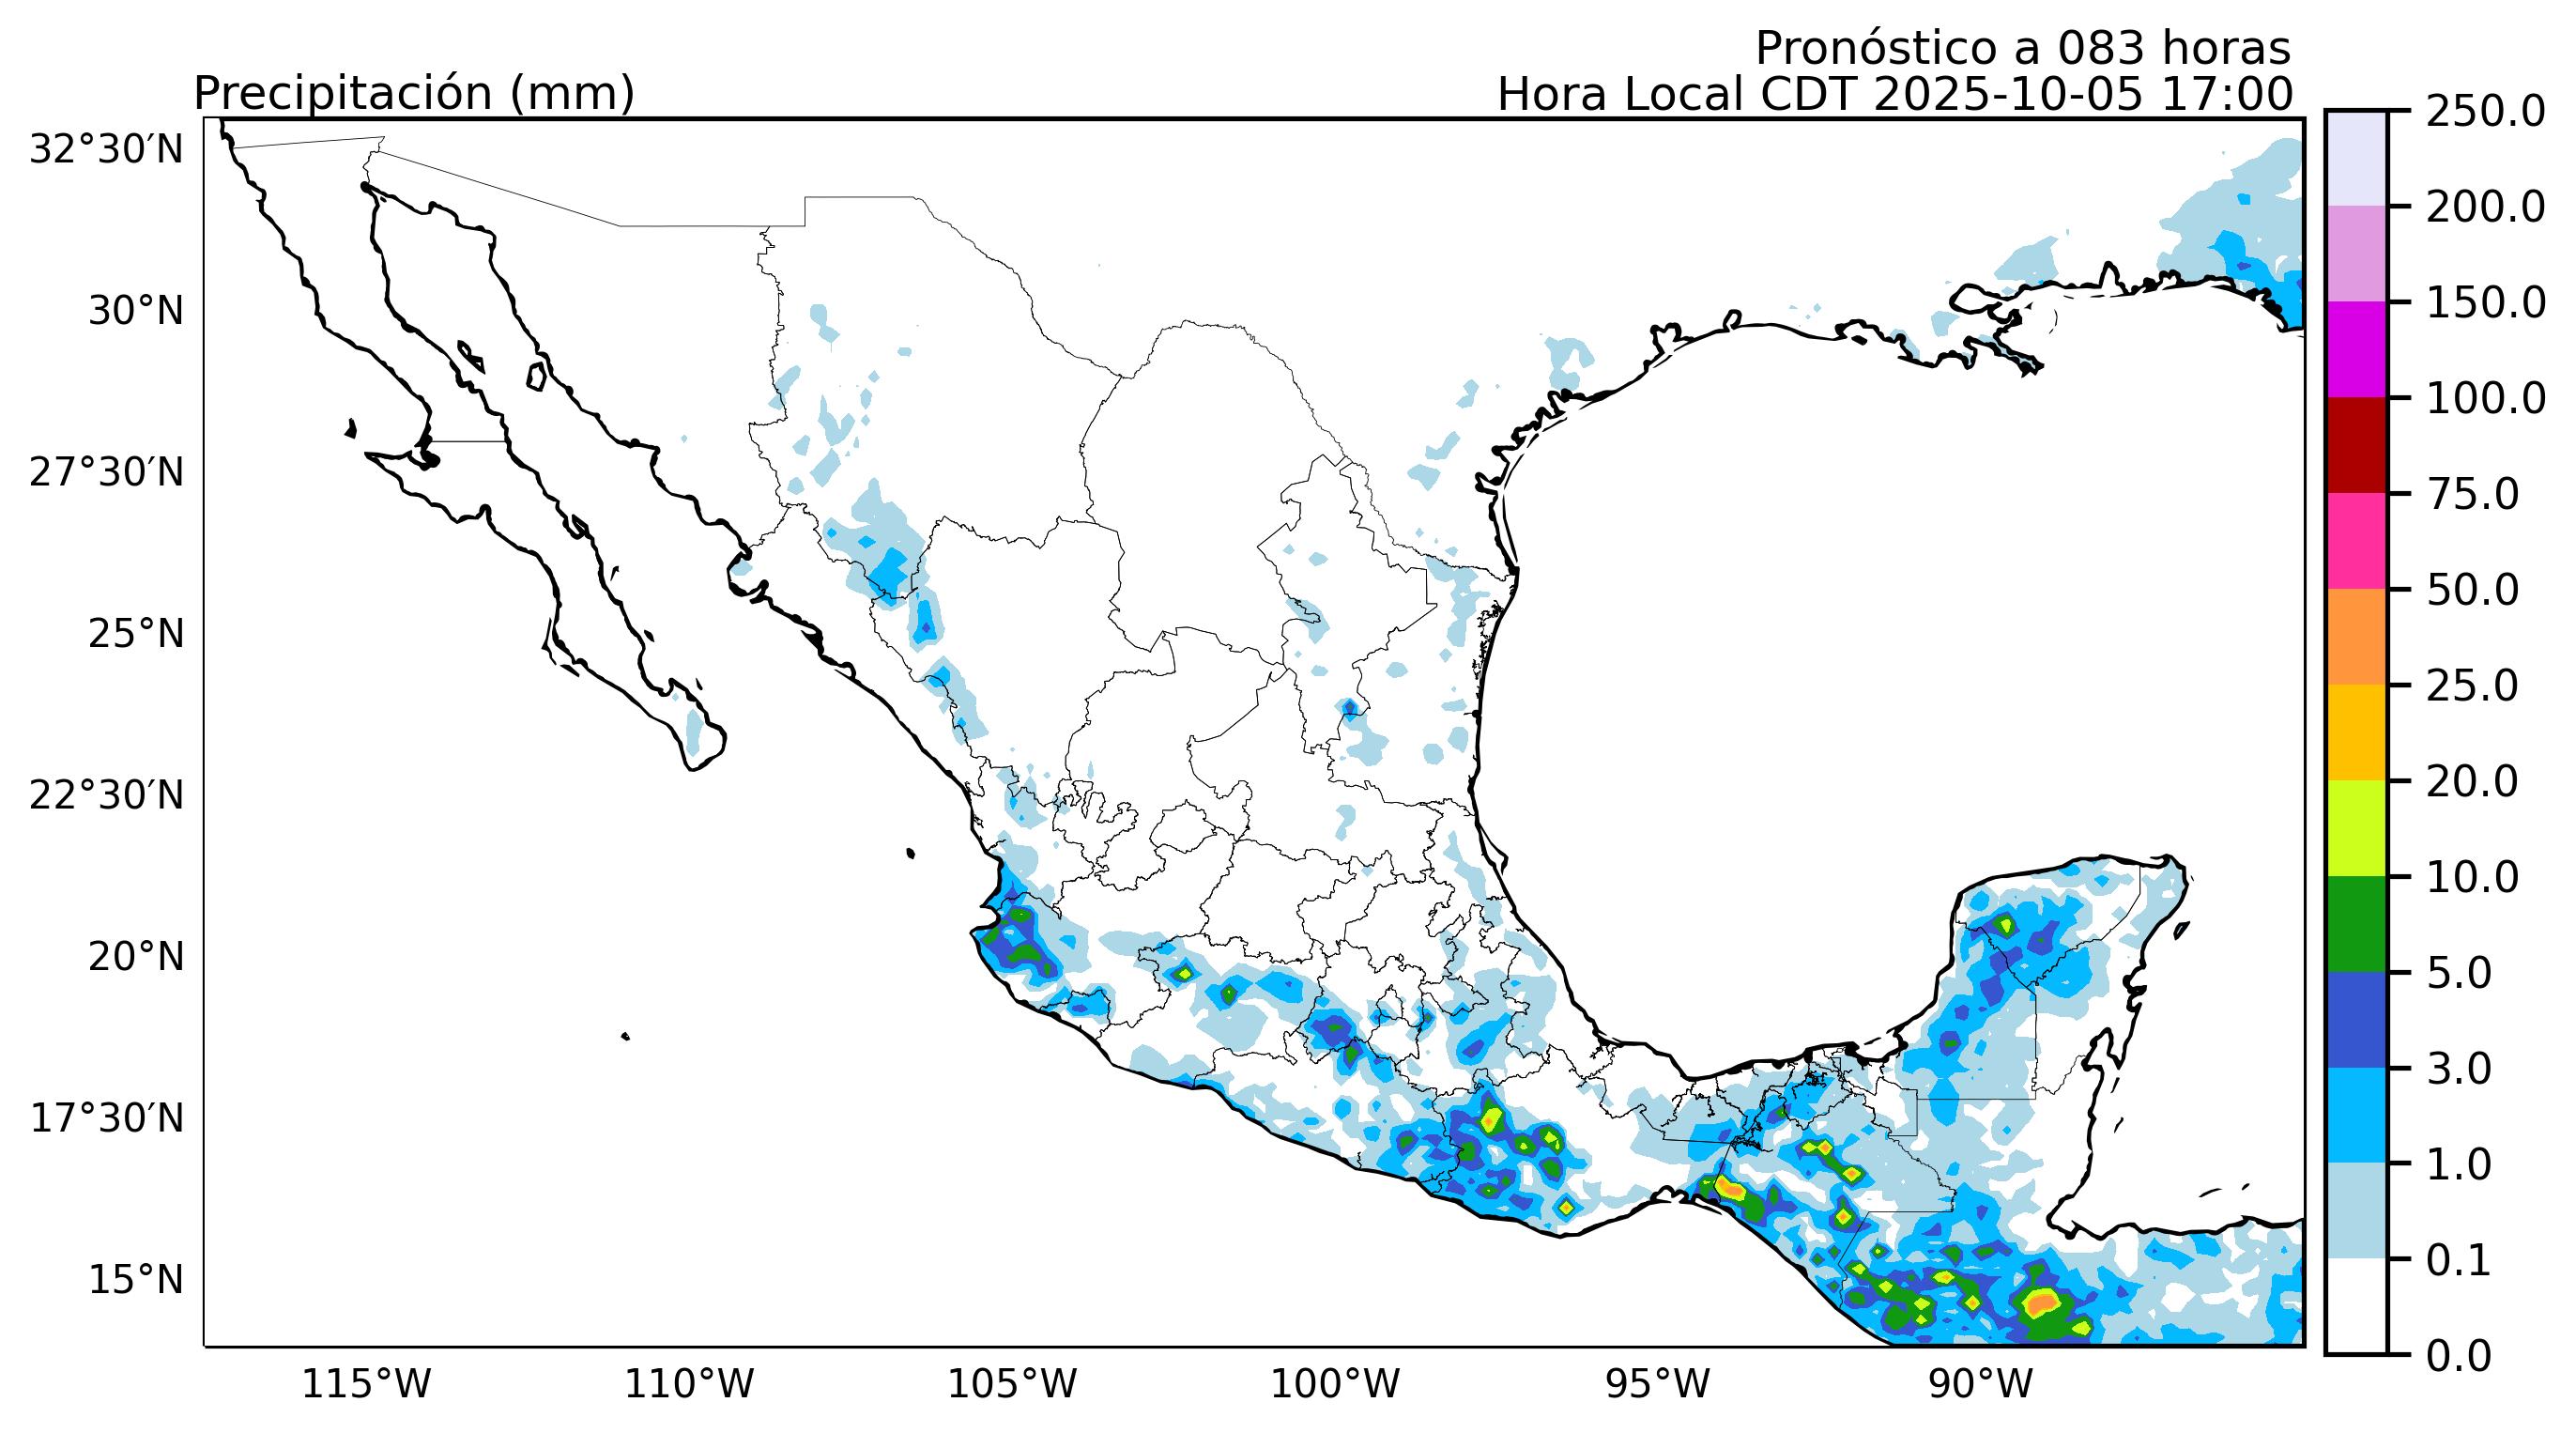 Pronóstico a 083 horas
Precipitación (mm)
Hora Local CDT 2025-10-05 17:00
32°30′N
30°N
27°30′N
25°N
22°30′N
20°N
17°30′N
15°N
115°W
110°W
105°W
100°W
95°W
90°W
250.0
200.0
150.0
100.0
75.0
50.0
25.0
20.0
10.0
5.0
3.0
1.0
0.1
0.0